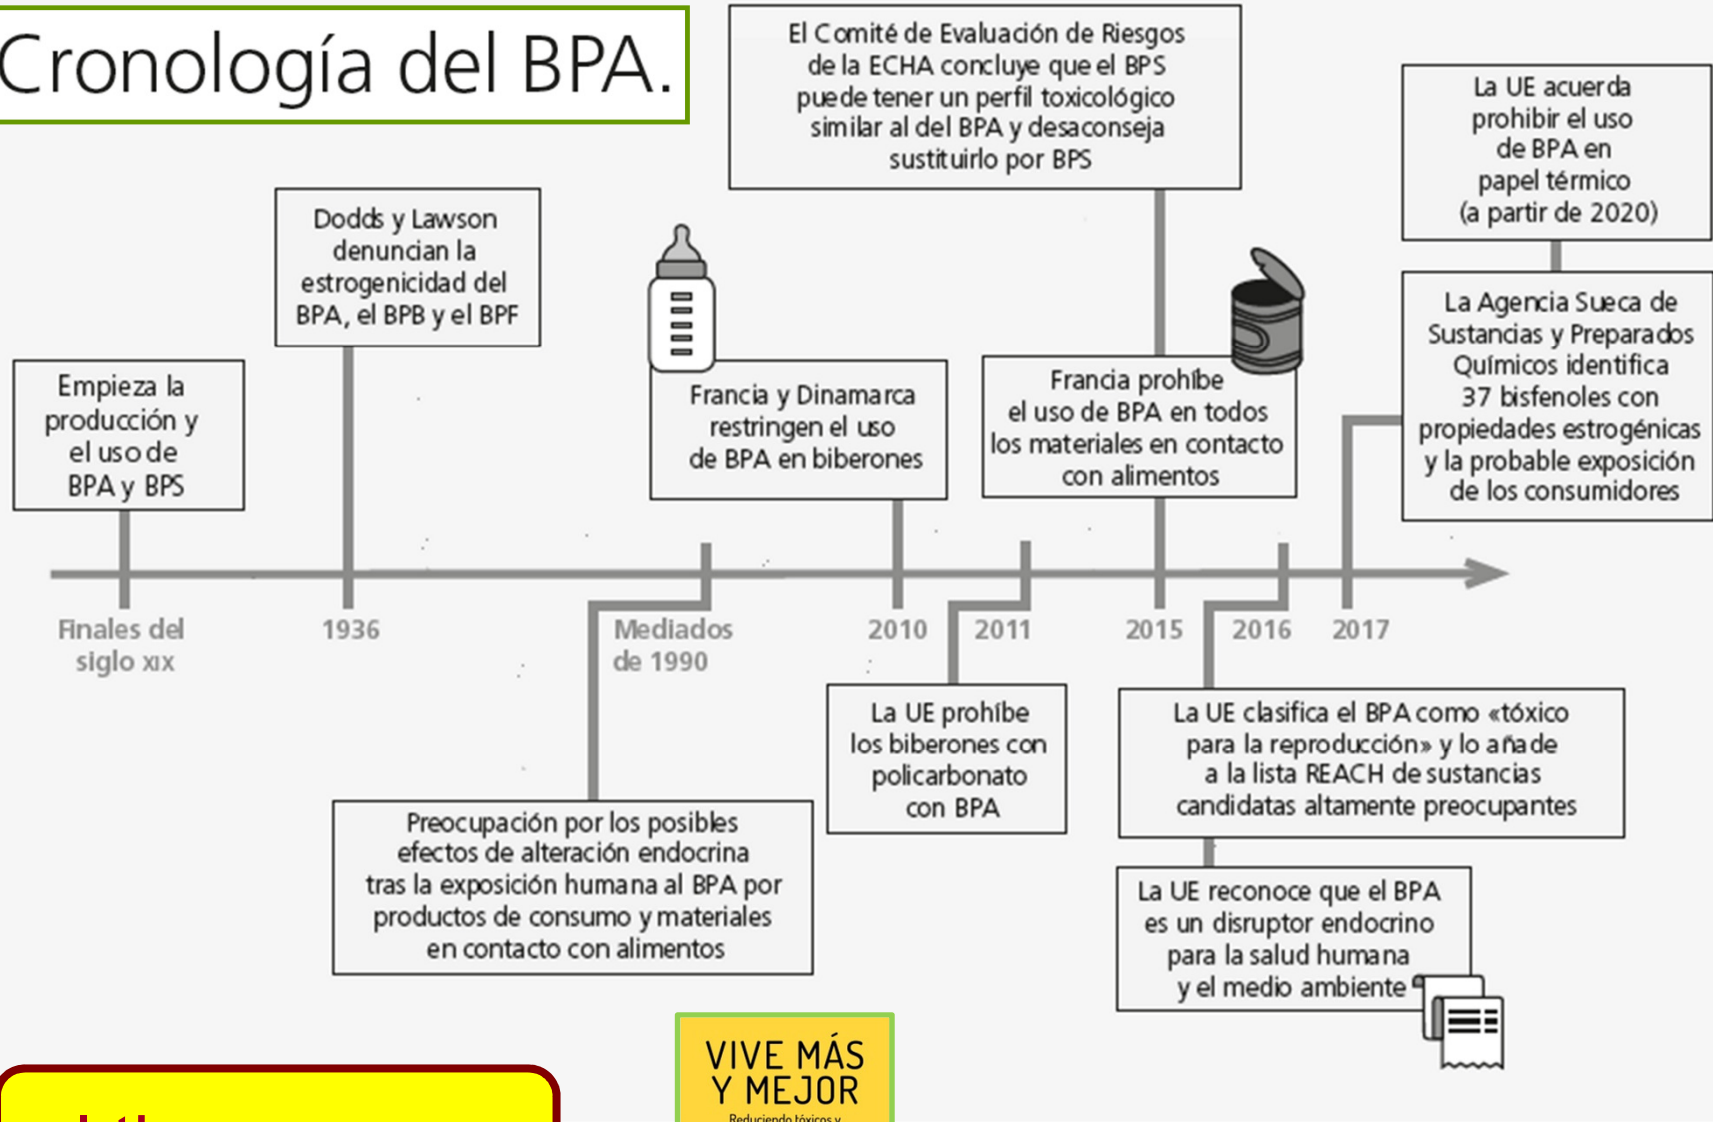 Cronología del BPA.
El Comité de Evaluación de Riesgos
de la ECHA concluye que el BPS
puede tener un perfil toxicológico
similar al del BPA y desaconseja
sustituirlo por BPS
La UE acuerda
prohibir el uso
de BPA en
papel térmico
(a partir de 2020)
Dodds y Lawson
denuncian la
estrogenicidad del
BPA, el BPB y el BPF
La Agencia Sueca de
Sustancias y Preparados
Químicos identifica
37 bisfenoles con
propiedades estrogénicas
y la probable exposición
de los consumidores
Empieza la
producción y
el uso de
BPA y BPS
Francia y Dinamarca
restringen el uso
de BPA en biberones
Francia prohíbe
el uso de BPA en todos
los materiales en contacto
con alimentos
Finales del
siglo XIX
1936
Mediados
de 1990
2010
2011
2015
2016
2017
La UE prohíbe
los biberones con
policarbonato
con BPA
La UE clasifica el BPA como «tóxico
para la reproducción» y lo añade
a la lista REACH de sustancias
candidatas altamente preocupantes
Preocupación por los posibles
efectos de alteración endocrina
tras la exposición humana al BPA por
productos de consumo y materiales
en contacto con alimentos
La UE reconoce que el BPA
es un disruptor endocrino
para la salud humana
y el medio ambiente
VIVE MÁS
Y MEJOR
Reduciendo tóxicos y